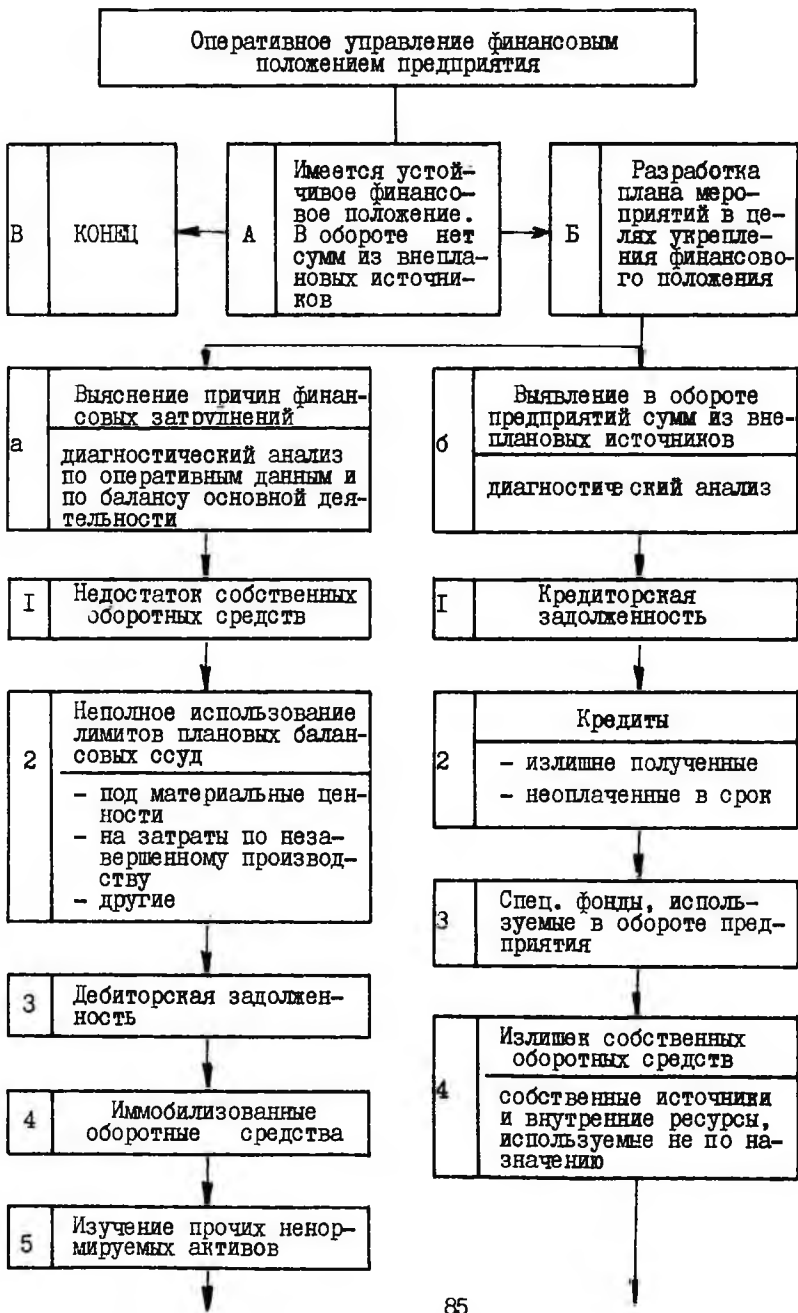 Оперативное управление финансовым
положением предприятия
В
КОНЕЦ
А
Имеется устой-
чивое финансо-
вое положение.
В обороте нет
сумм из внепла-
новых источни-
ков
Б
Разработка
плана меро-
приятий в це-
лях укрепле-
ния финансово-
го положения
а
Выяснение причин финан-
совых затруднений
диагностический анализ
по оперативным данным и
по балансу основной дея-
тельности
I
Недостаток собственных
оборотных средств
2
Неполное использование
лимитов плановых балан-
совых ссуд
- под материальные цен-
ности
- на затраты по неза-
вершенному производ-
ству
- другие
3
Дебиторская задолжен-
ность
4
Иммобилизованные
оборотные средства
5
Изучение прочих ненор-
мируемых активов
б
Выявление в обороте
предприятий сумм из вне-
плановых источников
диагностический анализ
I
Кредиторская
задолженность
2
Кредиты
- излишне полученные
- неоплаченные в срок
3
Спец. фонды, исполь-
зуемые в обороте пред-
приятия
4
Излишек собственных
оборотных средств
собственные источники
и внутренние ресурсы,
используемые не по на-
значению
85